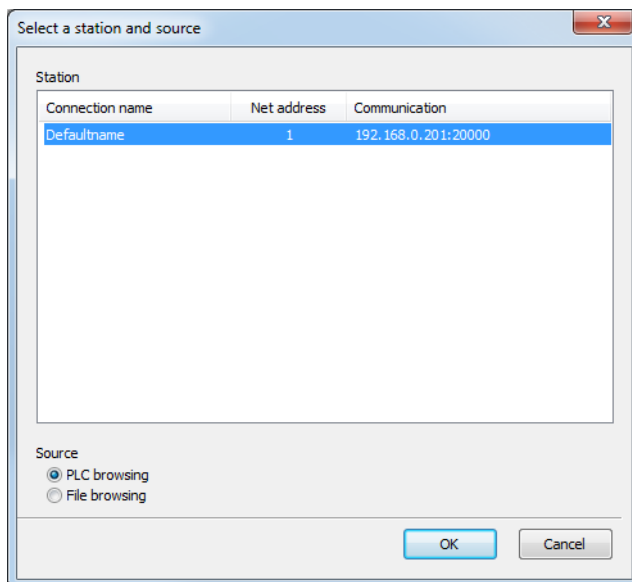 Select a station and source
Station
Connection name Net address Communication
Defaultname 1 192.168.0.201:20000
Source
PLC browsing
File browsing
OK Cancel